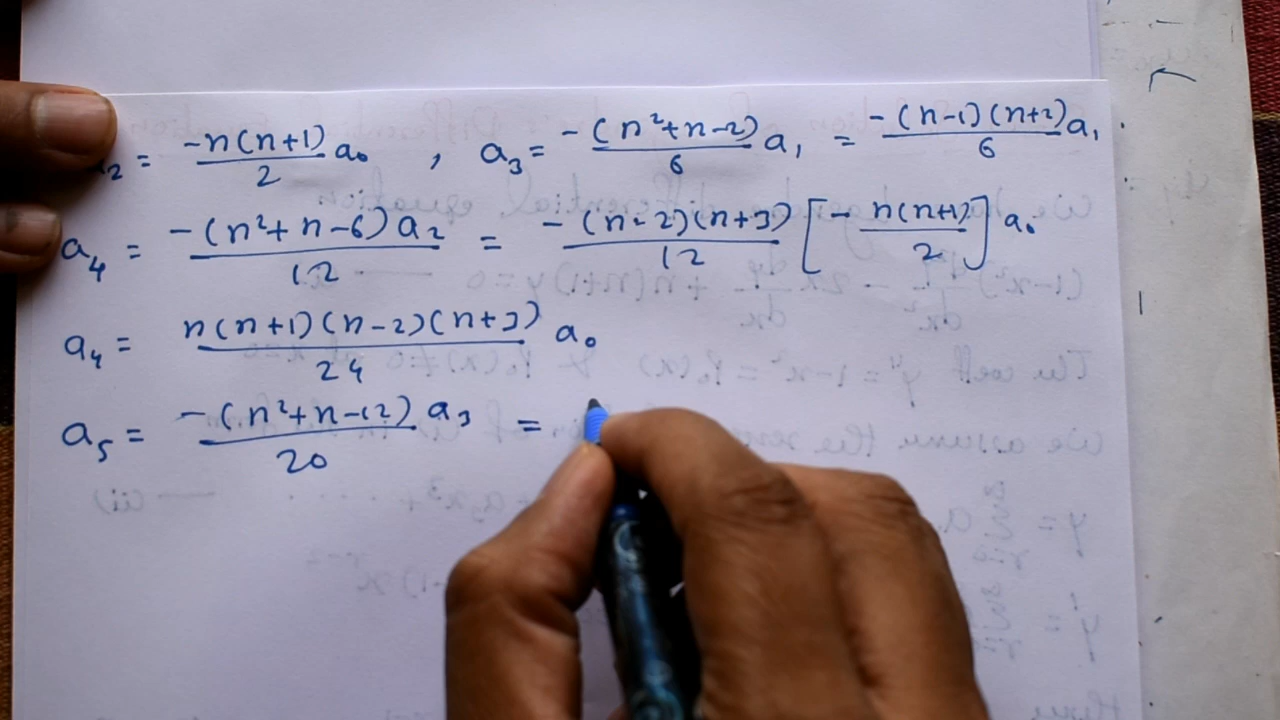 a₂ = -n(n+1)/2 a₀ , a₃ = -(n²+n-2)/6 a₁ = -(n-1)(n+2)/6 a₁
a₄ = -(n²+n-6)a₂/12 = -(n-2)(n+3)/12 [-n(n+1)/2] a₀
a₄ = n(n+1)(n-2)(n+3)/24 a₀
a₅ = -(n²+n-12)a₃/20 =